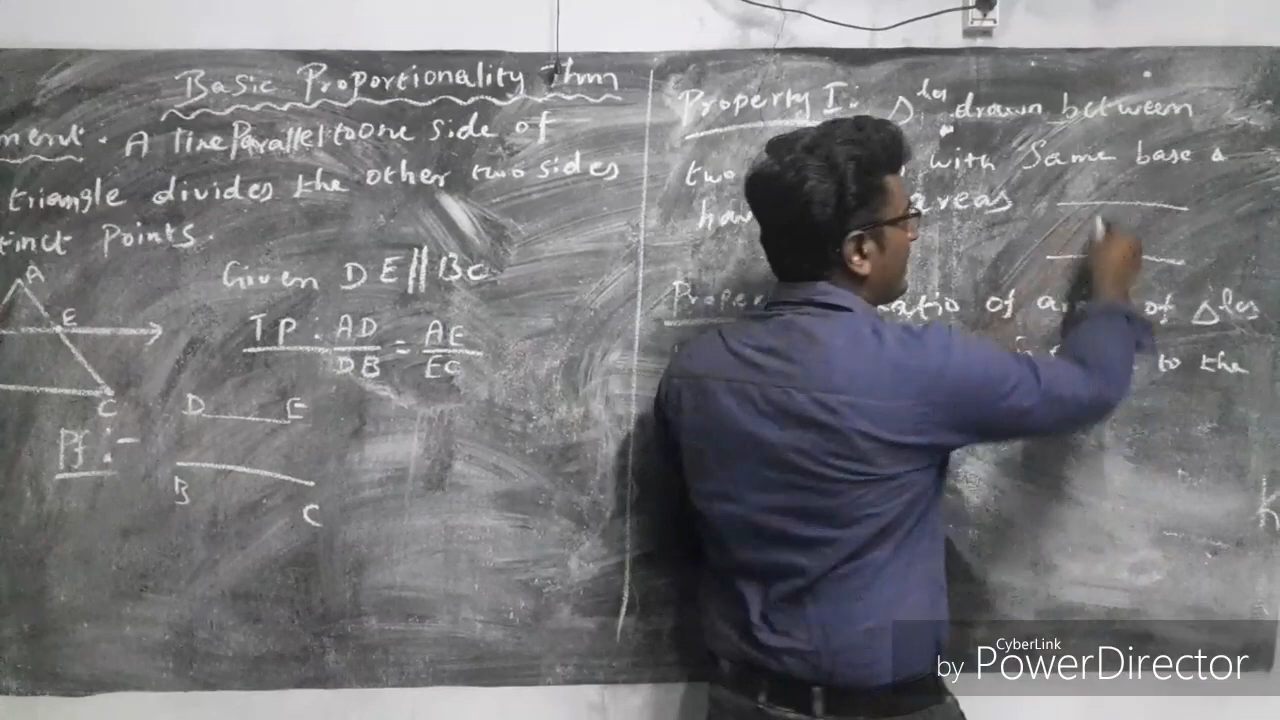 Basic Proportionality Thm
ment. A line Parallel to one side of
triangle divides the other two sides
tinct Points.
A
Given DE||BC
E
TP: AD/DB = AE/EC
C
D E
Pf :-
B
C
Property I: Δles drawn between
two with Same base &
hav areas
Proper ratio of ar of Δles
to the
CyberLink
by PowerDirector